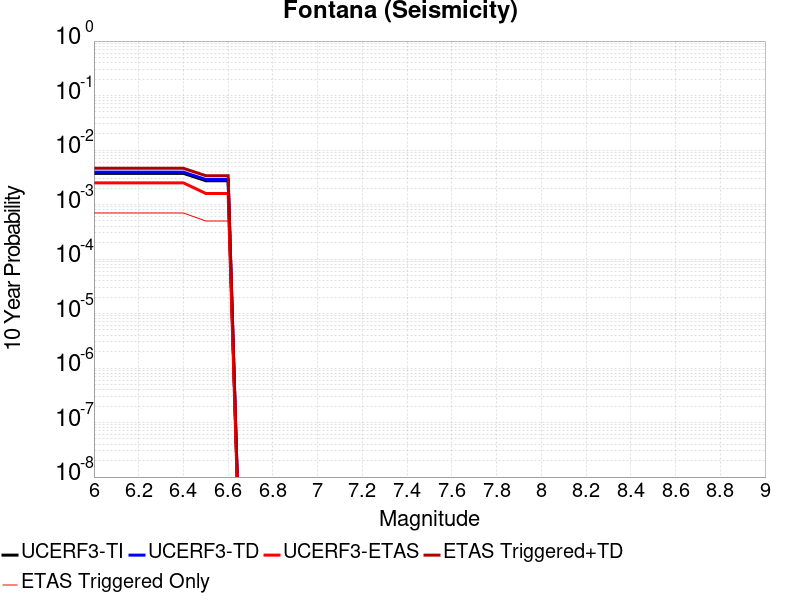 Fontana (Seismicity)
10^0
10^-1
10^-2
10^-3
10^-4
10^-5
10^-6
10^-7
10^-8
10 Year Probability
6 6.2 6.4 6.6 6.8 7 7.2 7.4 7.6 7.8 8 8.2 8.4 8.6 8.8 9
Magnitude
UCERF3-TI UCERF3-TD UCERF3-ETAS ETAS Triggered+TD
ETAS Triggered Only